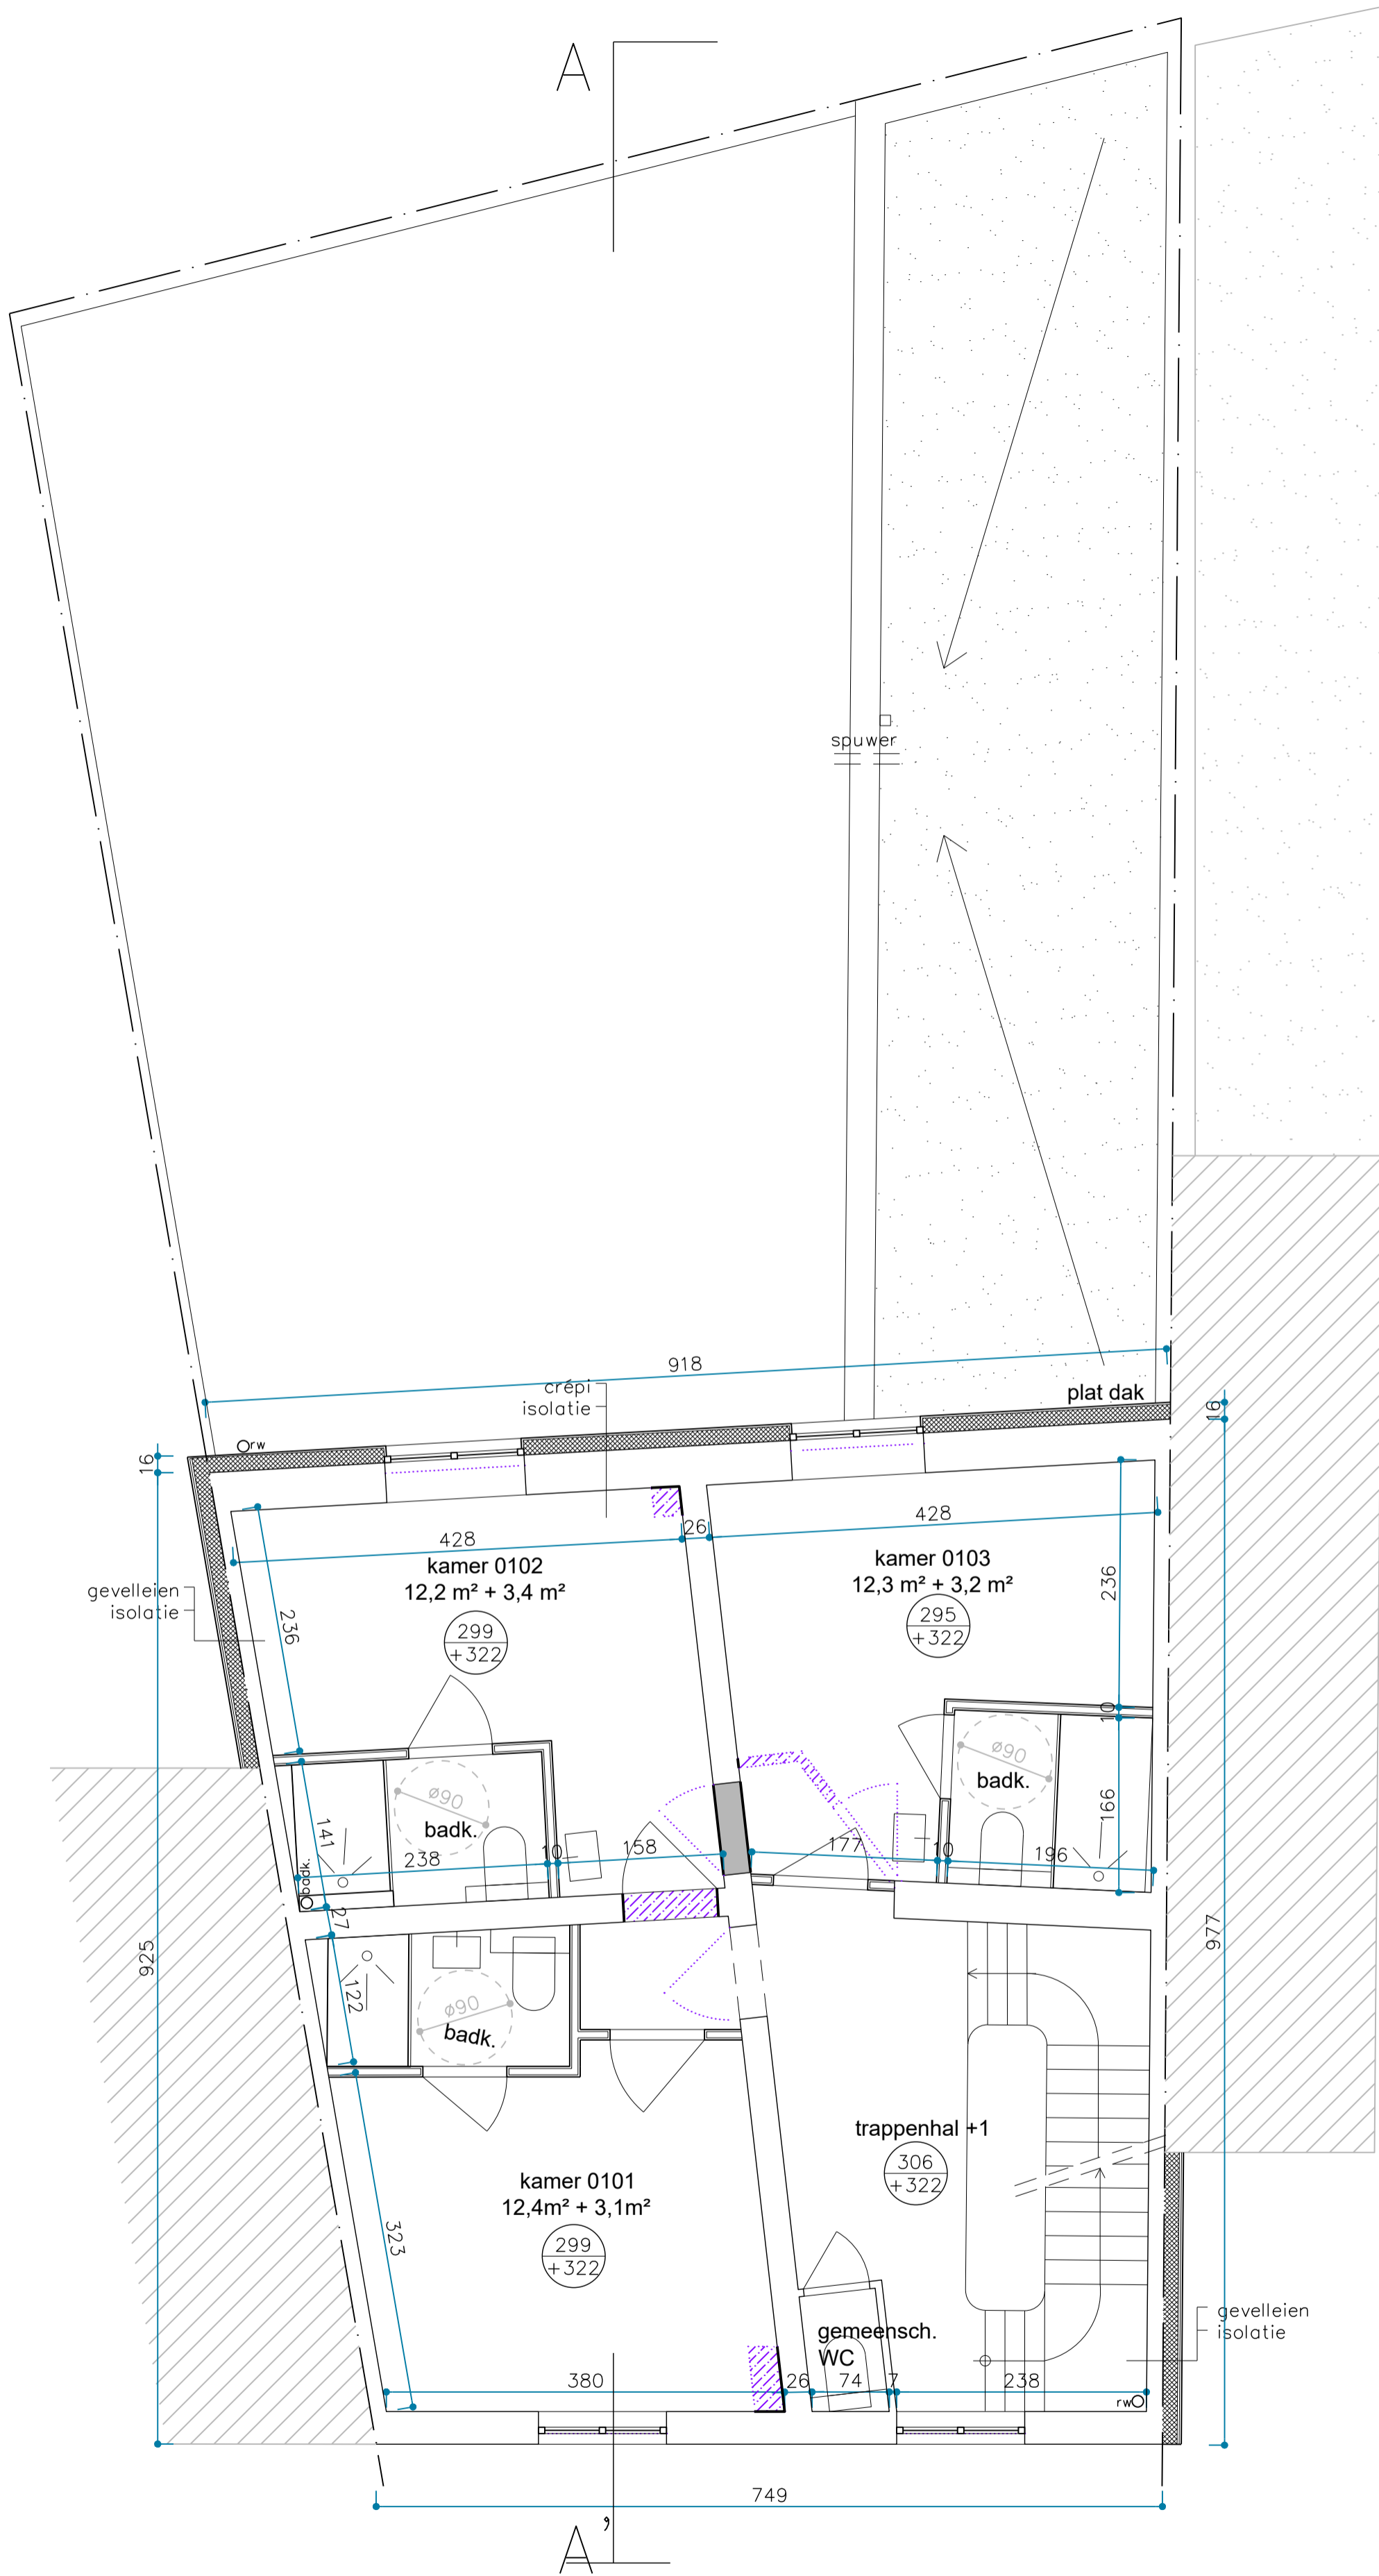 A
spuwer
918
crépi
isolatie
plat dak
16
rw
16
428
26
428
kamer 0102
12,2 m² + 3,4 m²
299
+322
kamer 0103
12,3 m² + 3,2 m²
295
+322
gevelleien
isolatie
236
236
10
ø90
badk.
ø90
badk.
141
166
badk.
238
10
158
177
10
196
27
925
977
122
ø90
badk.
trappenhal +1
306
+322
kamer 0101
12,4m² + 3,1m²
299
+322
323
gevelleien
isolatie
gemeensch.
WC
380
26
74
7
238
rw
749
A'